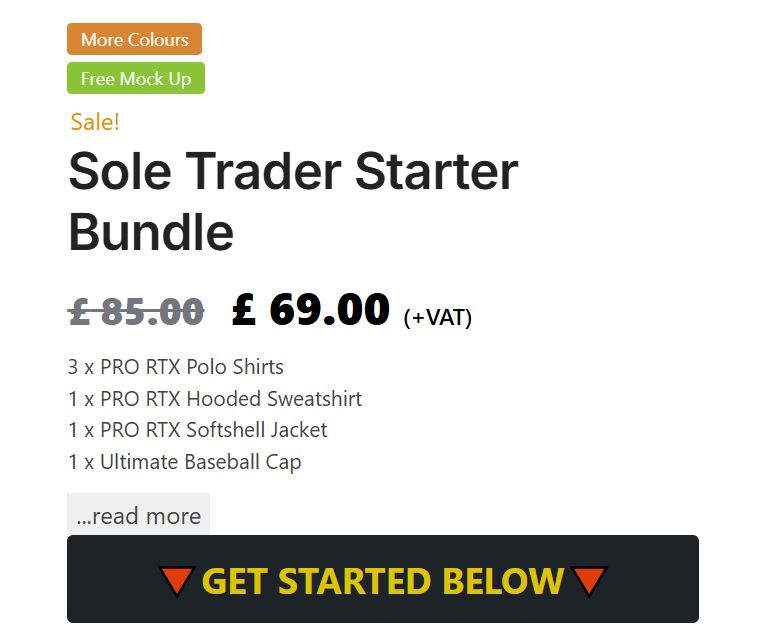 More Colours
Free Mock Up
Sale!
Sole Trader Starter
Bundle
£ 85.00 £ 69.00 (+VAT)
3 x PRO RTX Polo Shirts
1 x PRO RTX Hooded Sweatshirt
1 x PRO RTX Softshell Jacket
1 x Ultimate Baseball Cap
...read more
GET STARTED BELOW